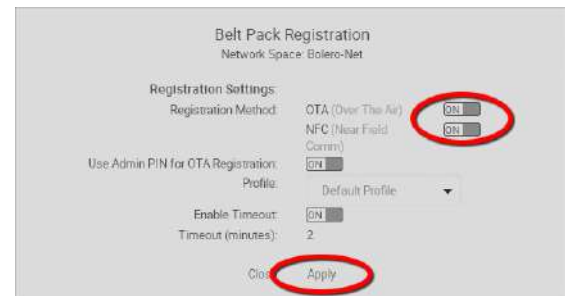 Belt Pack Registration
Network Space: Bolero-Net
Registration Settings:
Registration Method: OTA (Over The Air) ON
NFC (Near Field Comm) ON
Use Admin PIN for OTA Registration: ON
Profile: Default Profile
Enable Timeout: ON
Timeout (minutes): 2
Close Apply